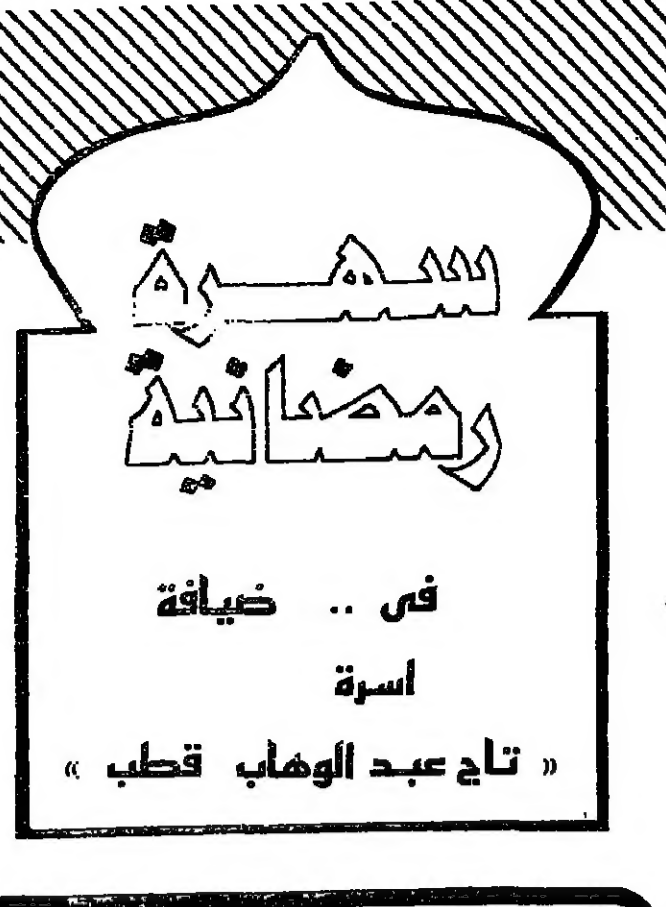 سهرة
رمضانية
فى .. ضيافة
اسرة
« تاج عبد الوهاب قطب »